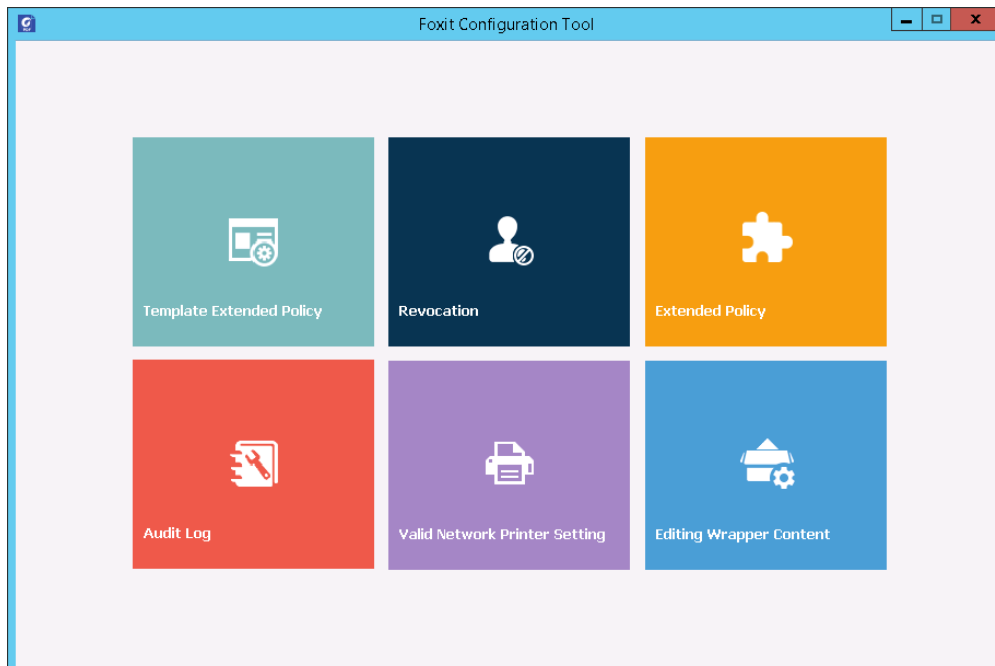 Foxit Configuration Tool
Template Extended Policy
Revocation
Extended Policy
Audit Log
Valid Network Printer Setting
Editing Wrapper Content